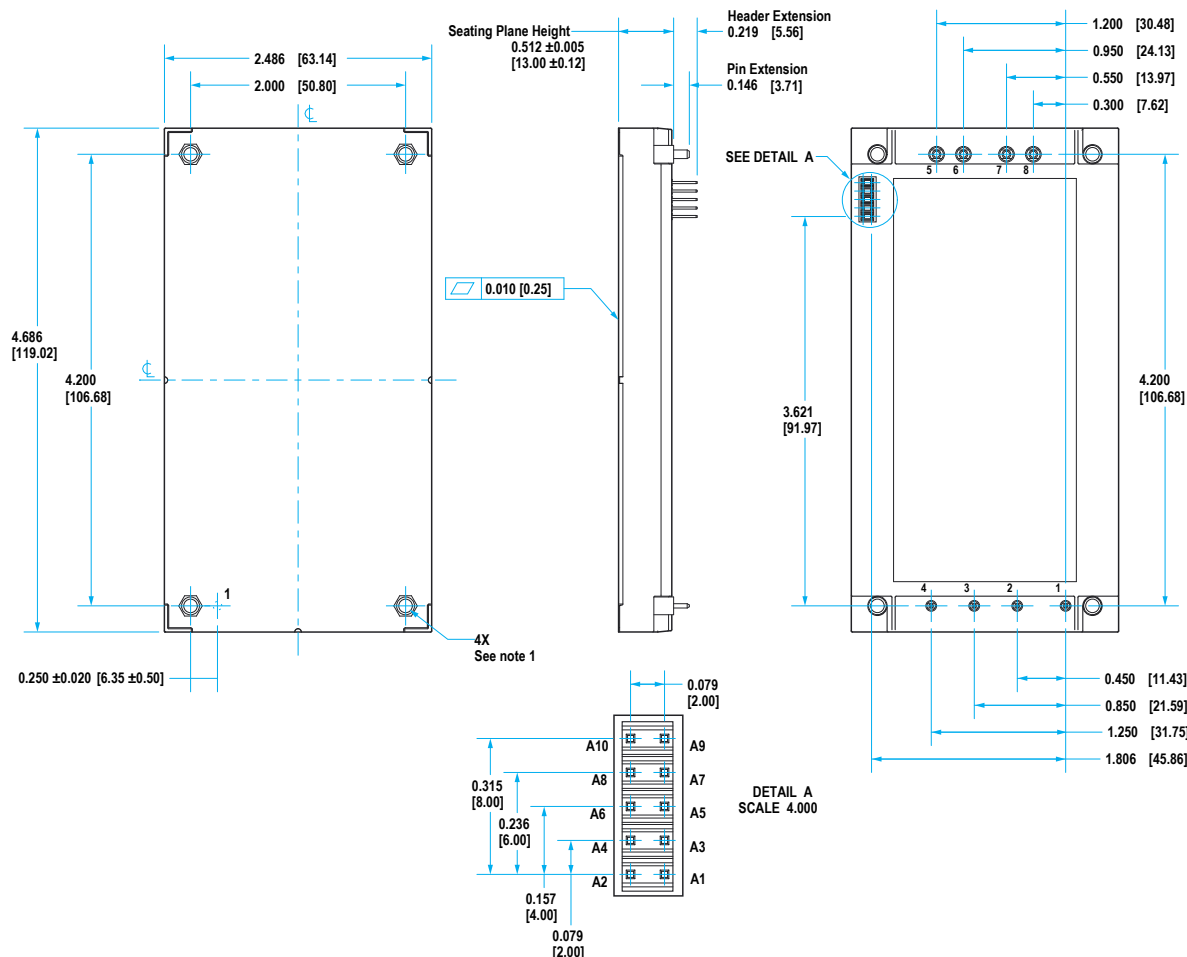 Seating Plane Height
0.512 ±0.005
[13.00 ±0.12]
Header Extension
0.219 [5.56]
Pin Extension
0.146 [3.71]
2.486 [63.14]
2.000 [50.80]
℄
℄
4.686
[119.02]
4.200
[106.68]
1
0.250 ±0.020 [6.35 ±0.50]
4X
See note 1
0.010 [0.25]
1.200 [30.48]
0.950 [24.13]
0.550 [13.97]
0.300 [7.62]
SEE DETAIL A
5 6 7 8
3.621
[91.97]
4.200
[106.68]
4 3 2 1
0.450 [11.43]
0.850 [21.59]
1.250 [31.75]
1.806 [45.86]
0.079
[2.00]
A10 A9
A8 A7
A6 A5
A4 A3
A2 A1
0.315
[8.00]
0.236
[6.00]
0.157
[4.00]
0.079
[2.00]
DETAIL A
SCALE 4.000